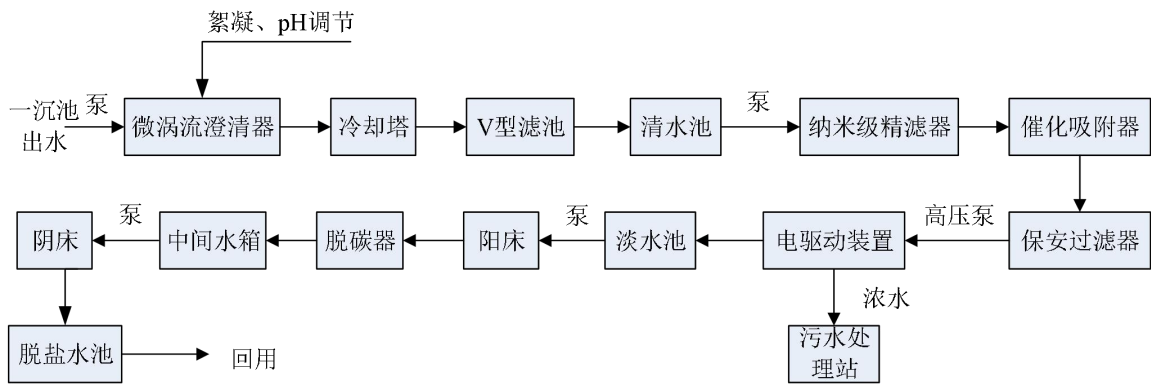 絮凝、pH调节
一沉池
出水
泵
微涡流澄清器
冷却塔
V型滤池
清水池
泵
纳米级精滤器
催化吸附器
阴床
泵
中间水箱
脱碳器
阳床
泵
淡水池
电驱动装置
高压泵
保安过滤器
浓水
脱盐水池
回用
污水处
理站